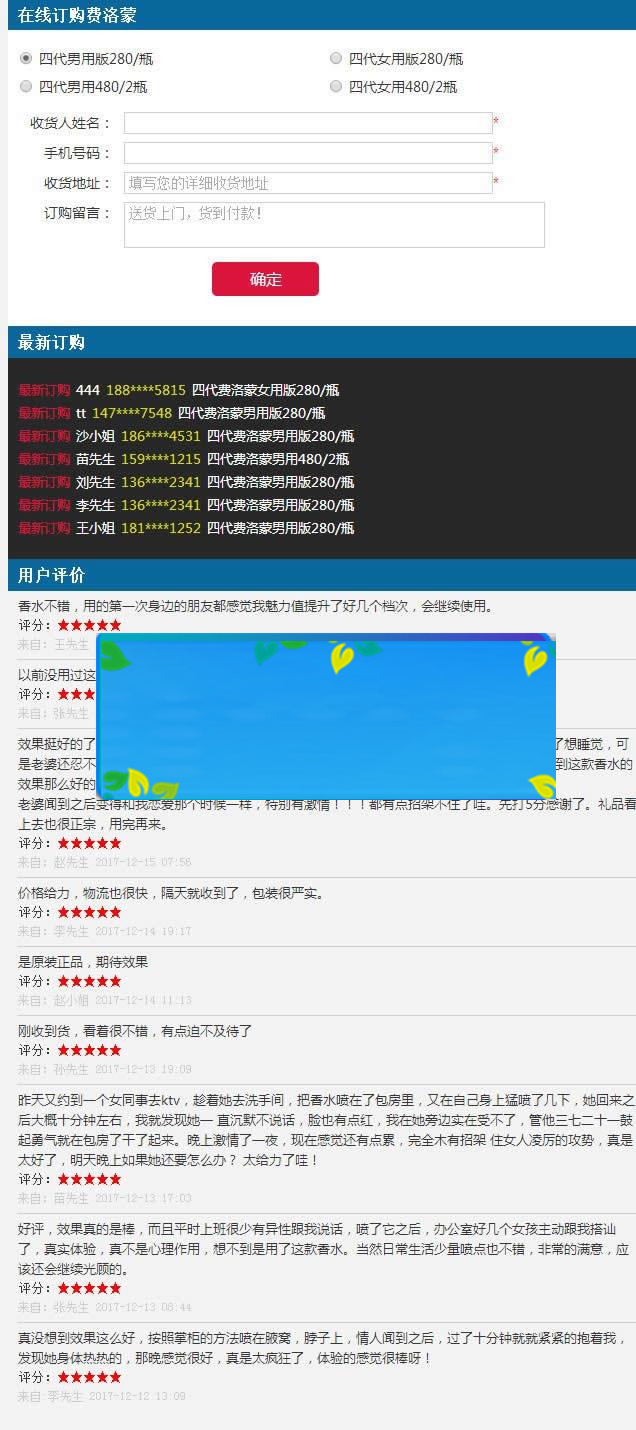 在线订购费洛蒙
四代男用版280/瓶 四代女用版280/瓶
四代男用480/2瓶 四代女用480/2瓶
收货人姓名： *
手机号码： *
收货地址： 填写您的详细收货地址 *
订购留言： 送货上门，货到付款！
确定
最新订购
最新订购 444 188****5815 四代费洛蒙女用版280/瓶
最新订购 tt 147****7548 四代费洛蒙男用版280/瓶
最新订购 沙小姐 186****4531 四代费洛蒙男用版280/瓶
最新订购 苗先生 159****1215 四代费洛蒙男用480/2瓶
最新订购 刘先生 136****2341 四代费洛蒙男用版280/瓶
最新订购 李先生 136****2341 四代费洛蒙男用版280/瓶
最新订购 王小姐 181****1252 四代费洛蒙男用版280/瓶
用户评价
香水不错，用的第一次身边的朋友都感觉我魅力值提升了好几个档次，会继续使用。
评分：★★★★★
来自: 王先生
以前没用过这
评分：★★★
来自: 张先生
效果挺好的了 了想睡觉，可
是老婆还忍不 到这款香水的
效果那么好的
老婆闻到之后变得和我恋爱那个时候一样，特别有激情！！！都有点招架不住了哇。先打5分感谢了。礼品看
上去也很正宗，用完再来。
评分：★★★★★
来自: 赵先生 2017-12-15 07:56
价格给力，物流也很快，隔天就收到了，包装很严实。
评分：★★★★★
来自: 李先生 2017-12-14 19:17
是原装正品，期待效果
评分：★★★★★
来自: 赵小姐 2017-12-14 11:13
刚收到货，看着很不错，有点迫不及待了
评分：★★★★★
来自: 孙先生 2017-12-13 19:09
昨天又约到一个女同事去ktv，趁着她去洗手间，把香水喷在了包房里，又在自己身上猛喷了几下，她回来之
后大概十分钟左右，我就发现她一 直沉默不说话，脸也有点红，我在她旁边实在受不了，管他三七二十一鼓
起勇气就在包房了干了起来。晚上激情了一夜，现在感觉还有点累，完全木有招架 住女人凌厉的攻势，真是
太好了，明天晚上如果她还要怎么办？ 太给力了哇！
评分：★★★★★
来自: 苗先生 2017-12-13 17:03
好评，效果真的是棒，而且平时上班很少有异性跟我说话，喷了它之后，办公室好几个女孩主动跟我搭讪
了，真实体验，真不是心理作用，想不到是用了这款香水。当然日常生活少量喷点也不错，非常的满意，应
该还会继续光顾的。
评分：★★★★★
来自: 张先生 2017-12-13 08:44
真没想到效果这么好，按照掌柜的方法喷在腋窝，脖子上，情人闻到之后，过了十分钟就就紧紧的抱着我，
发现她身体热热的，那晚感觉很好，真是太疯狂了，体验的感觉很棒呀！
评分：★★★★★
来自 李先生 2017-12-12 13:09